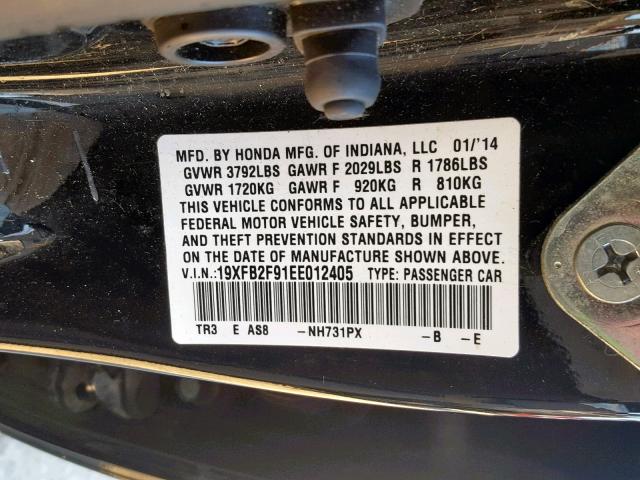 MFD. BY HONDA MFG. OF INDIANA, LLC 01/'14
GVWR 3792LBS GAWR F 2029LBS R 1786LBS
GVWR 1720KG GAWR F 920KG R 810KG
THIS VEHICLE CONFORMS TO ALL APPLICABLE
FEDERAL MOTOR VEHICLE SAFETY, BUMPER,
AND THEFT PREVENTION STANDARDS IN EFFECT
ON THE DATE OF MANUFACTURE SHOWN ABOVE.
V.I.N.:19XFB2F91EE012405 TYPE: PASSENGER CAR
TR3 E AS8 -NH731PX -B -E